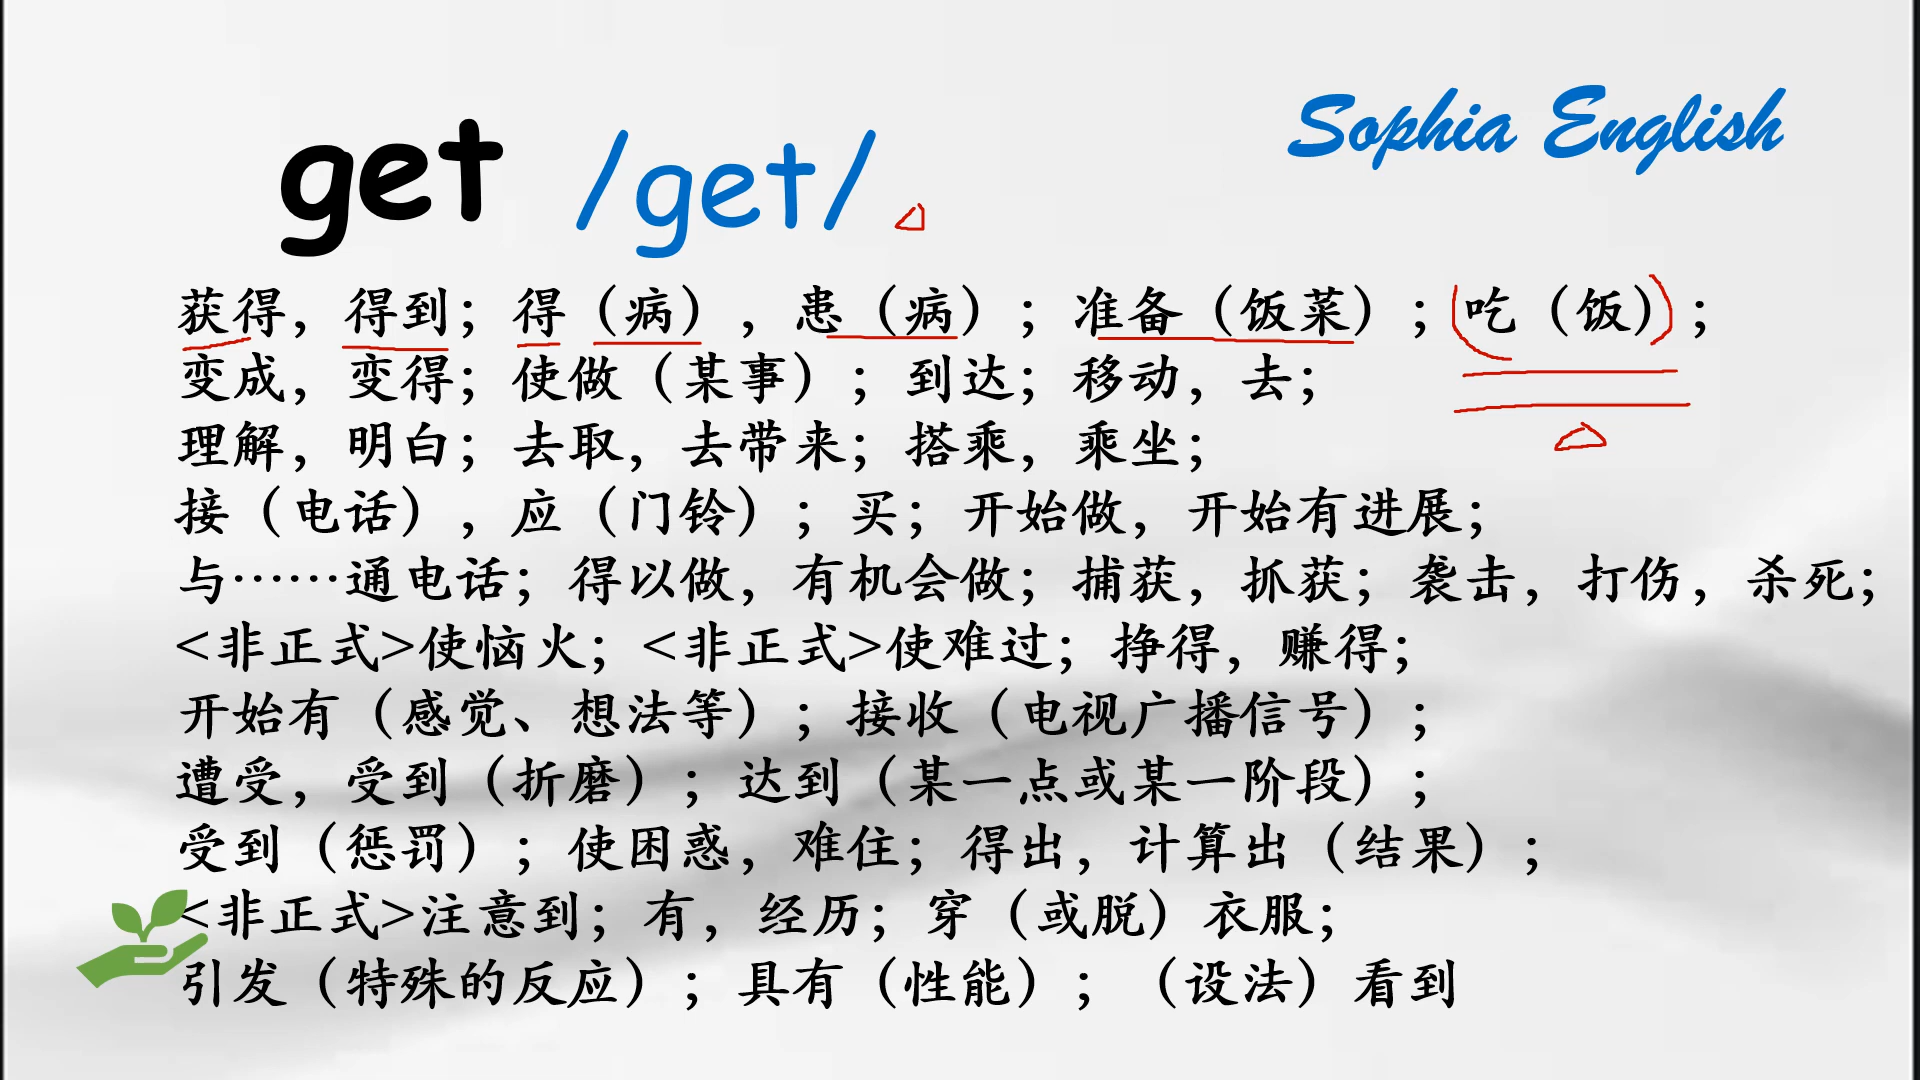 Sophia English
get /get/
获得，得到；得（病），患（病）；准备（饭菜）；吃（饭）；
变成，变得；使做（某事）；到达；移动，去；
理解，明白；去取，去带来；搭乘，乘坐；
接（电话），应（门铃）；买；开始做，开始有进展；
与……通电话；得以做，有机会做；捕获，抓获；袭击，打伤，杀死；
<非正式>使恼火；<非正式>使难过；挣得，赚得；
开始有（感觉、想法等）；接收（电视广播信号）；
遭受，受到（折磨）；达到（某一点或某一阶段）；
受到（惩罚）；使困惑，难住；得出，计算出（结果）；
<非正式>注意到；有，经历；穿（或脱）衣服；
引发（特殊的反应）；具有（性能）；（设法）看到